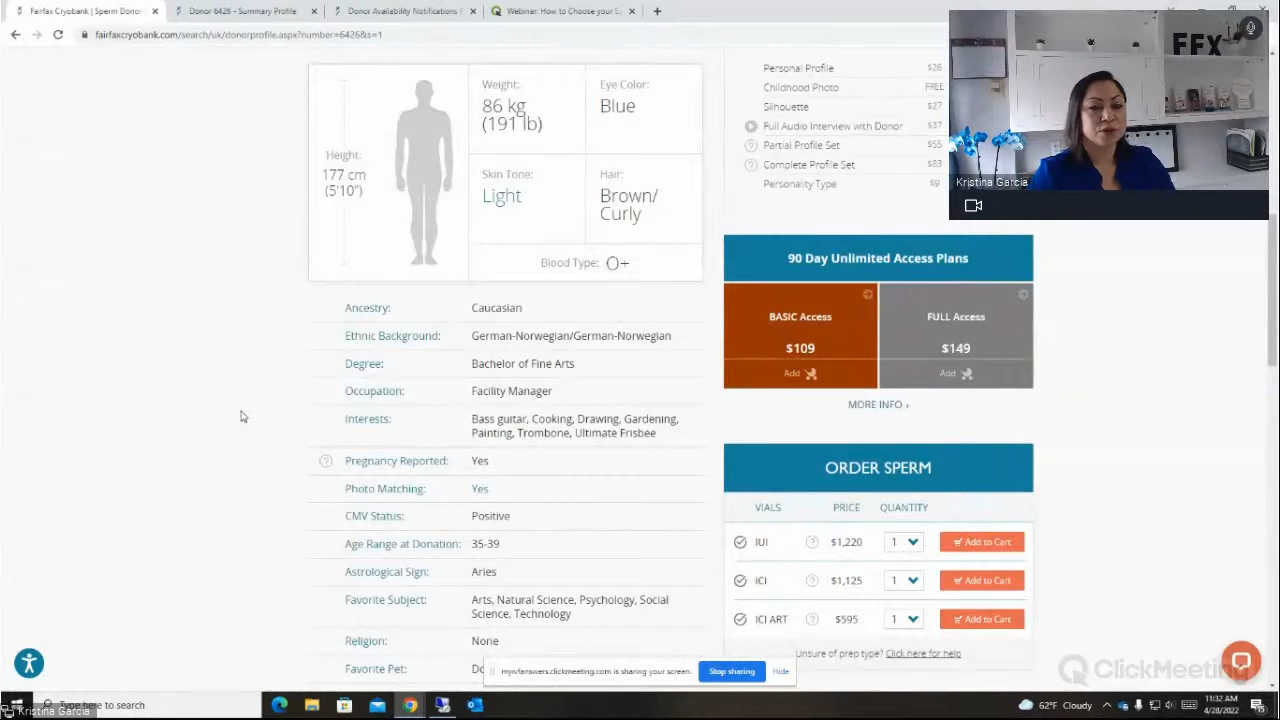 Fairfax Cryobank | Sperm Donor
Donor 6426 - Summary Profile
Donor Availability Notifications
Webinar: How to Choose your Sp
fairfaxcryobank.com/search/uk/donorprofile.aspx?number=6426&s=1
FFX
Kristina Garcia
Height:
177 cm
(5'10")
Weight:
86 kg
(191 lb)
Eye Color:
Blue
Skin Tone:
Light
Hair:
Brown/
Curly
Blood Type: O+
Ancestry: Caucasian
Ethnic Background: German-Norwegian/German-Norwegian
Degree: Bachelor of Fine Arts
Occupation: Facility Manager
Interests: Bass guitar, Cooking, Drawing, Gardening,
Painting, Trombone, Ultimate Frisbee
Pregnancy Reported: Yes
Photo Matching: Yes
CMV Status: Positive
Age Range at Donation: 35-39
Astrological Sign: Aries
Favorite Subject: Arts, Natural Science, Psychology, Social
Science, Technology
Religion: None
Favorite Pet:
Personal Profile $26
Childhood Photo FREE
Silhouette $27
Full Audio Interview with Donor $37
Partial Profile Set $55
Complete Profile Set $83
Personality Type $9
90 Day Unlimited Access Plans
BASIC Access
$109
Add
FULL Access
$149
Add
MORE INFO ›
ORDER SPERM
VIALS PRICE QUANTITY
IUI $1,220 1 Add to Cart
ICI $1,125 1 Add to Cart
ICI ART $595 1 Add to Cart
Unsure of prep type? Click here for help
myivfanswers.clickmeeting.com is sharing your screen. Stop sharing Hide
ClickMeeting
Type here to search
Kristina Garcia
62°F Cloudy
11:32 AM
4/28/2022